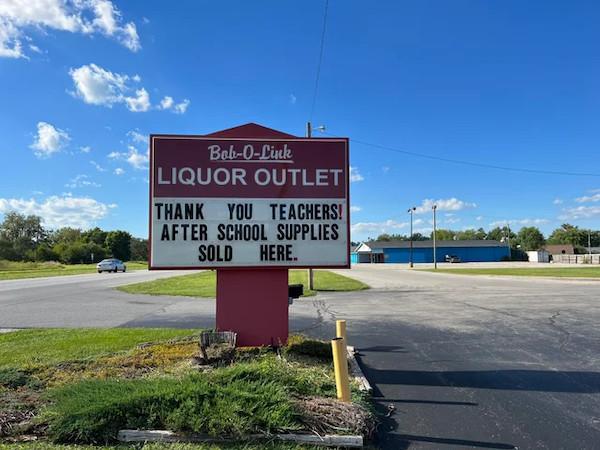 Bob-O-Link
LIQUOR OUTLET
THANK YOU TEACHERS!
AFTER SCHOOL SUPPLIES
SOLD HERE.